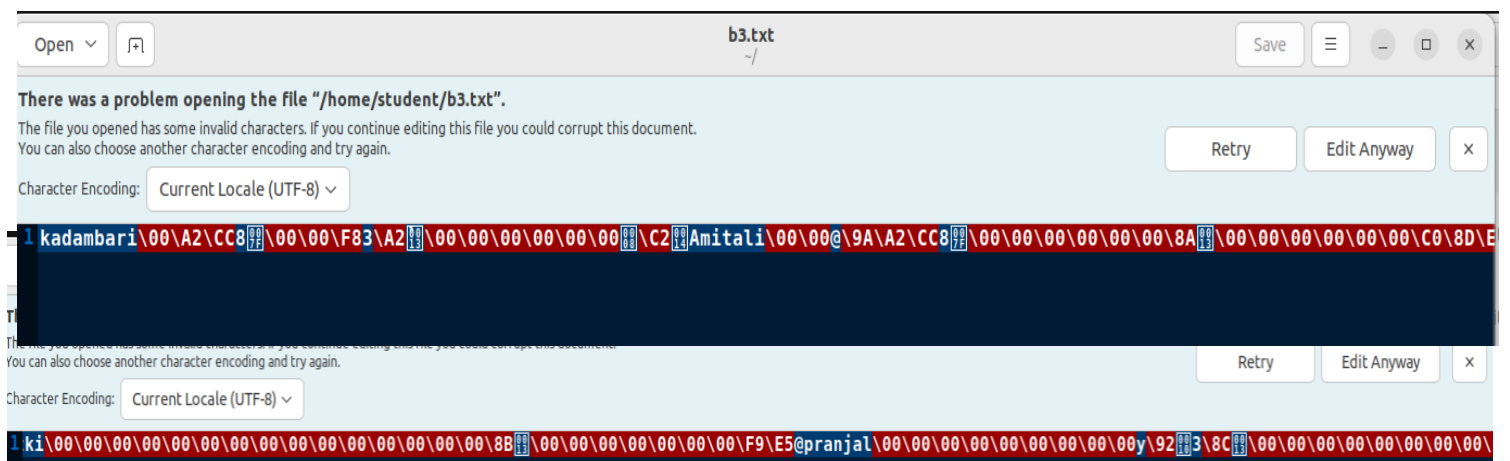 Open
b3.txt
~/
Save
There was a problem opening the file “/home/student/b3.txt”.
The file you opened has some invalid characters. If you continue editing this file you could corrupt this document.
You can also choose another character encoding and try again.
Retry
Edit Anyway
Character Encoding: Current Locale (UTF-8)
1 kadambari\00\A2\CC8\00\00\F83\A2\00\00\00\00\00\00\C2Amitali\00\00@\9A\A2\CC8\00\00\00\00\00\00\8A\00\00\00\00\00\00\C0\8D\E
You can also choose another character encoding and try again.
Retry
Edit Anyway
Character Encoding: Current Locale (UTF-8)
1 ki\00\00\00\00\00\00\00\00\00\00\00\00\00\00\00\8B\00\00\00\00\00\00\00\F9\E5@pranjal\00\00\00\00\00\00\00\00\00y\923\8C\00\00\00\00\00\00\00\00\